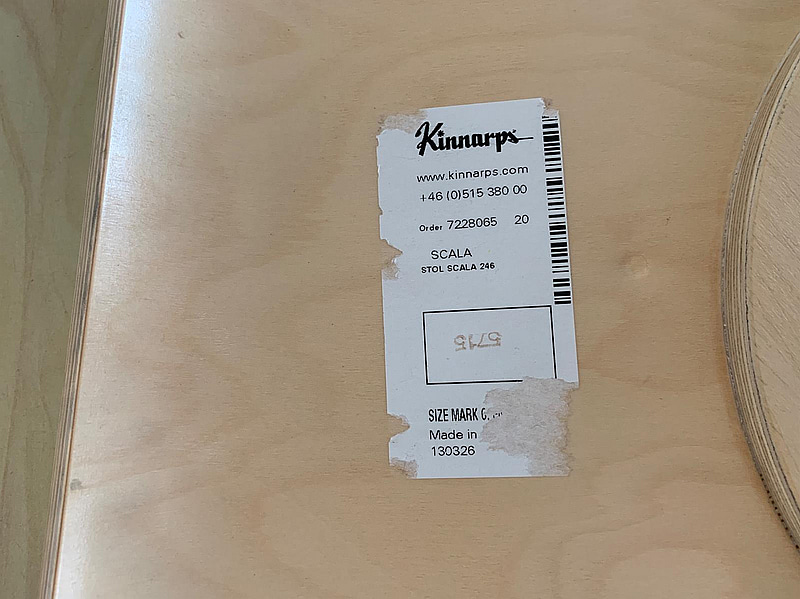 Kinnarps
www.kinnarps.com
+46 (0)515 380 00
Order 7228065 20
SCALA
STOL SCALA 246
5715
SIZE MARK
Made in
130326